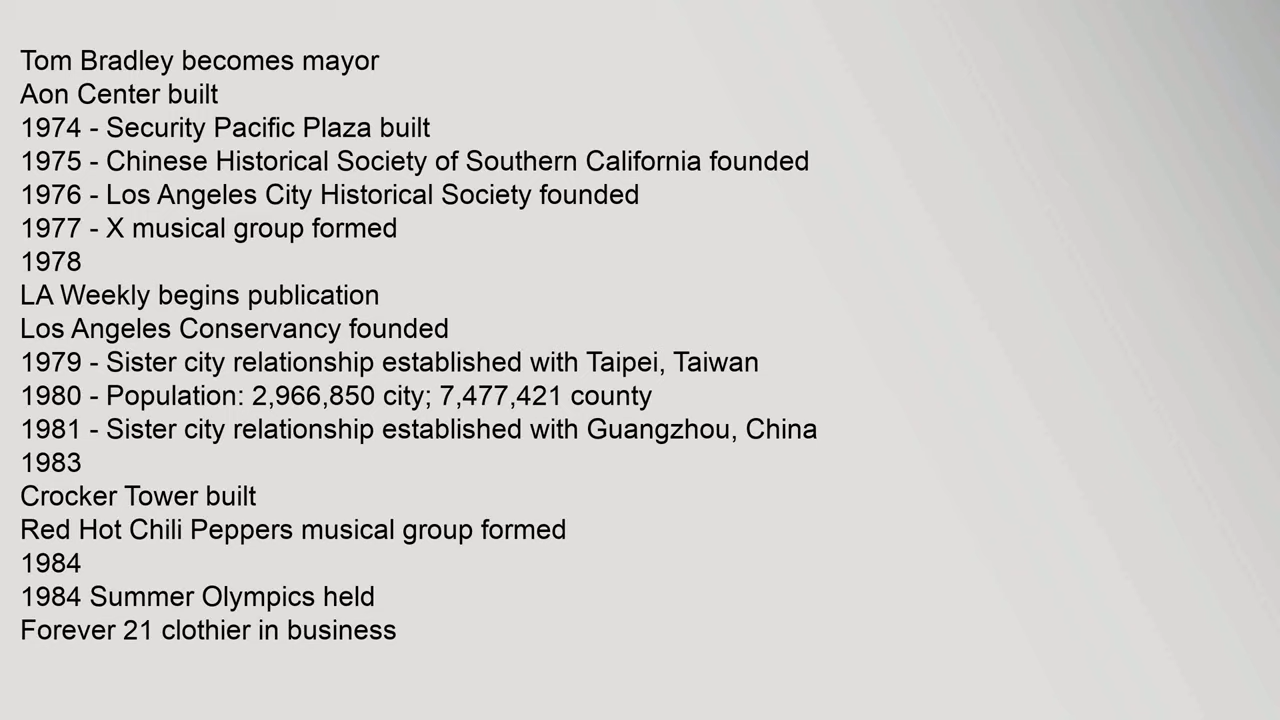 Tom Bradley becomes mayor
Aon Center built
1974 - Security Pacific Plaza built
1975 - Chinese Historical Society of Southern California founded
1976 - Los Angeles City Historical Society founded
1977 - X musical group formed
1978
LA Weekly begins publication
Los Angeles Conservancy founded
1979 - Sister city relationship established with Taipei, Taiwan
1980 - Population: 2,966,850 city; 7,477,421 county
1981 - Sister city relationship established with Guangzhou, China
1983
Crocker Tower built
Red Hot Chili Peppers musical group formed
1984
1984 Summer Olympics held
Forever 21 clothier in business